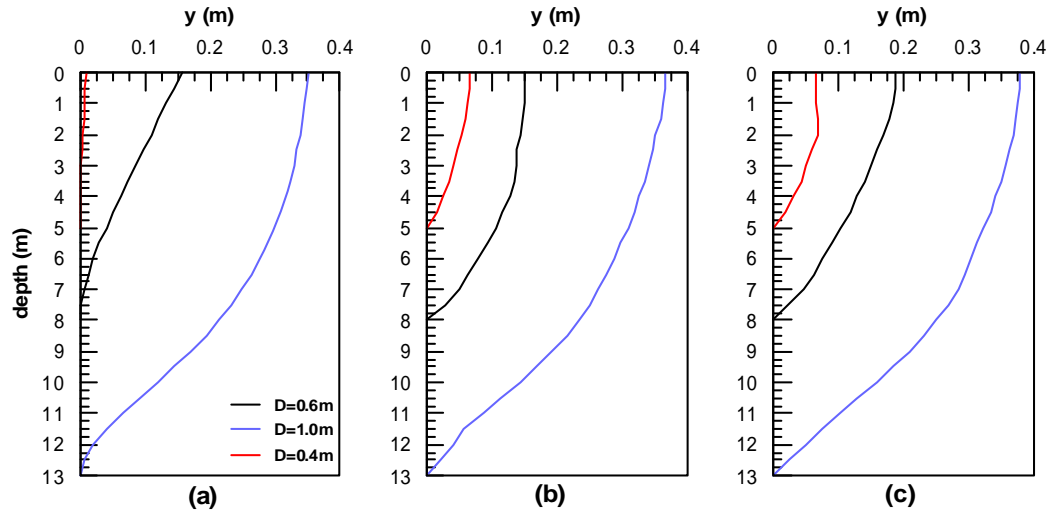 y (m) y (m) y (m)
0 0.1 0.2 0.3 0.4 0 0.1 0.2 0.3 0.4 0 0.1 0.2 0.3 0.4
0 0 0
1 1 1
2 2 2
3 3 3
4 4 4
5 5 5
6 6 6
depth (m)
7 7 7
8 8 8
9 9 9
10 10 10
D=0.6m
11 11 11
D=1.0m
12 12 12
D=0.4m
13 13 13
(a) (b) (c)